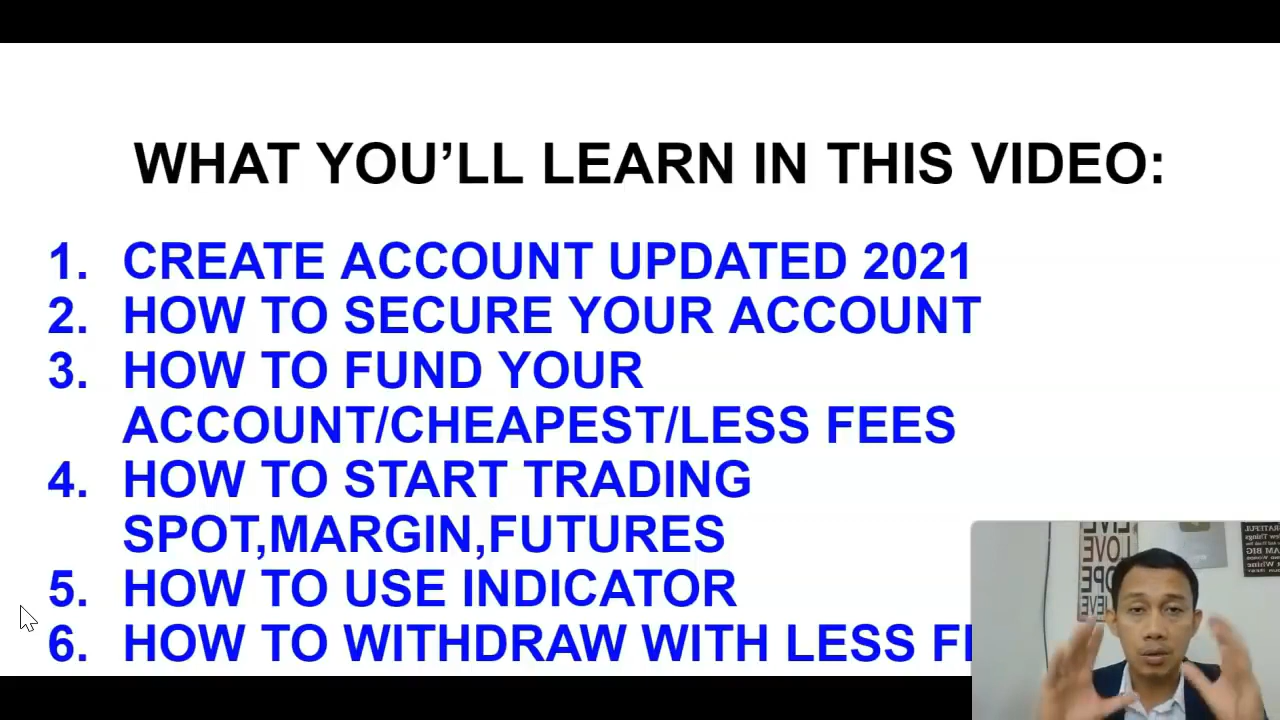 WHAT YOU’LL LEARN IN THIS VIDEO:
1. CREATE ACCOUNT UPDATED 2021
2. HOW TO SECURE YOUR ACCOUNT
3. HOW TO FUND YOUR
ACCOUNT/CHEAPEST/LESS FEES
4. HOW TO START TRADING
SPOT,MARGIN,FUTURES
5. HOW TO USE INDICATOR
6. HOW TO WITHDRAW WITH LESS
LOVE